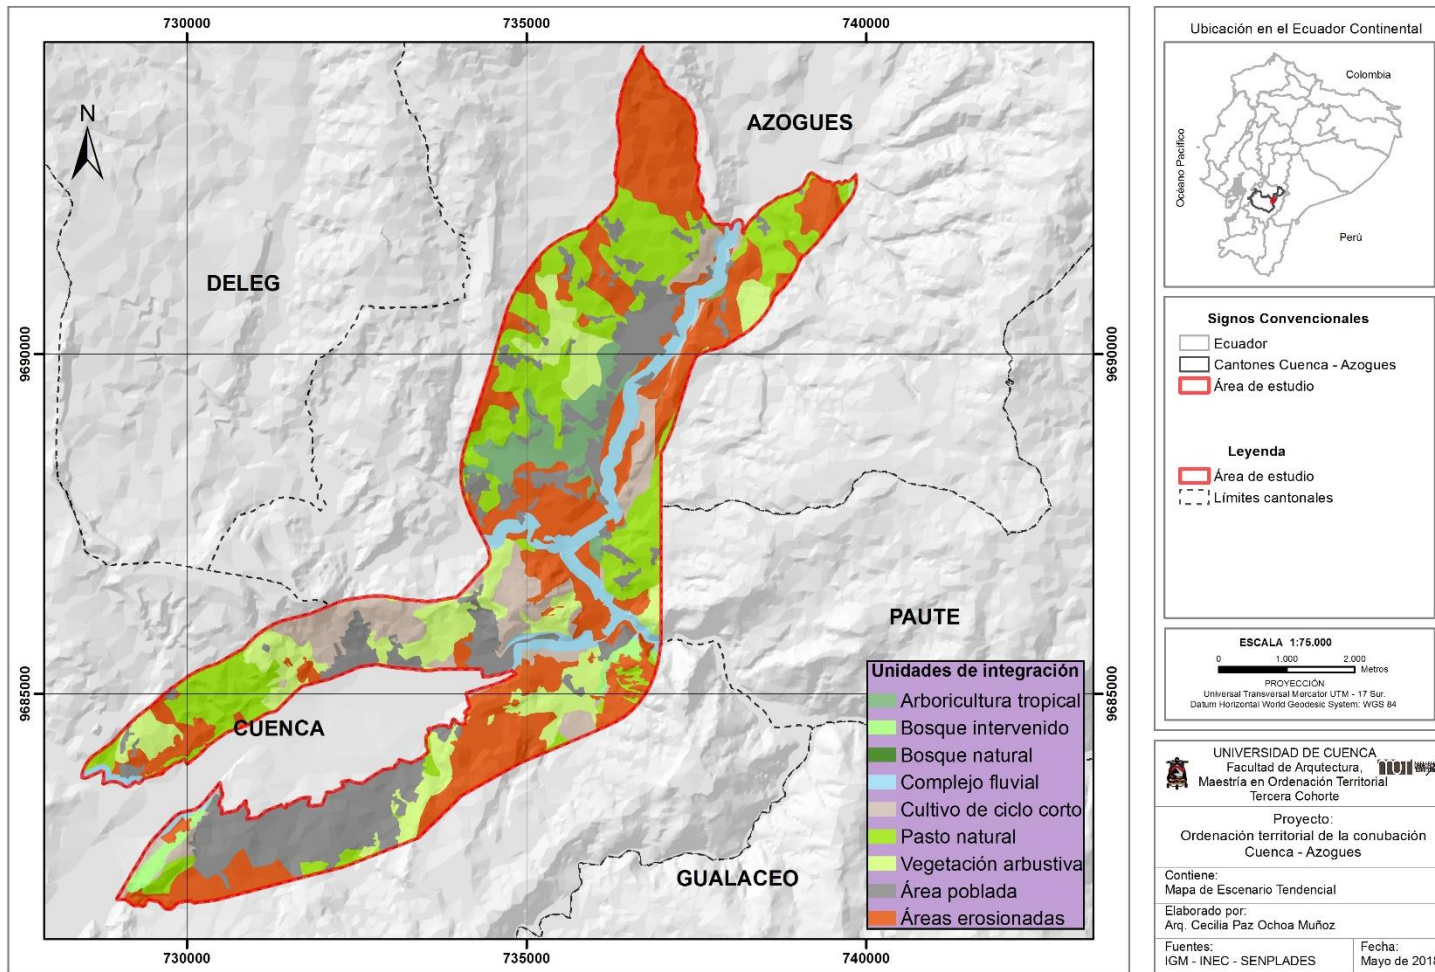 730000
735000
740000
N
AZOGUES
DELEG
9690000
9690000
PAUTE
9685000
9685000
CUENCA
GUALACEO
Unidades de integración
Arboricultura tropical
Bosque intervenido
Bosque natural
Complejo fluvial
Cultivo de ciclo corto
Pasto natural
Vegetación arbustiva
Área poblada
Áreas erosionadas
730000
735000
740000
Ubicación en el Ecuador Continental
Colombia
Océano Pacífico
Perú
Signos Convencionales
Ecuador
Cantones Cuenca - Azogues
Área de estudio
Leyenda
Área de estudio
Límites cantonales
ESCALA 1:75.000
0 1.000 2.000
Metros
PROYECCIÓN
Universal Transversal Mercator UTM - 17 Sur.
Datum Horizontal World Geodesic System: WGS 84
UNIVERSIDAD DE CUENCA
Facultad de Arqutectura,
Maestría en Ordenación Territorial
Tercera Cohorte
Proyecto:
Ordenación territorial de la conubación
Cuenca - Azogues
Contiene:
Mapa de Escenario Tendencial
Elaborado por:
Arq. Cecilia Paz Ochoa Muñoz
Fuentes:
IGM - INEC - SENPLADES
Fecha:
Mayo de 2018